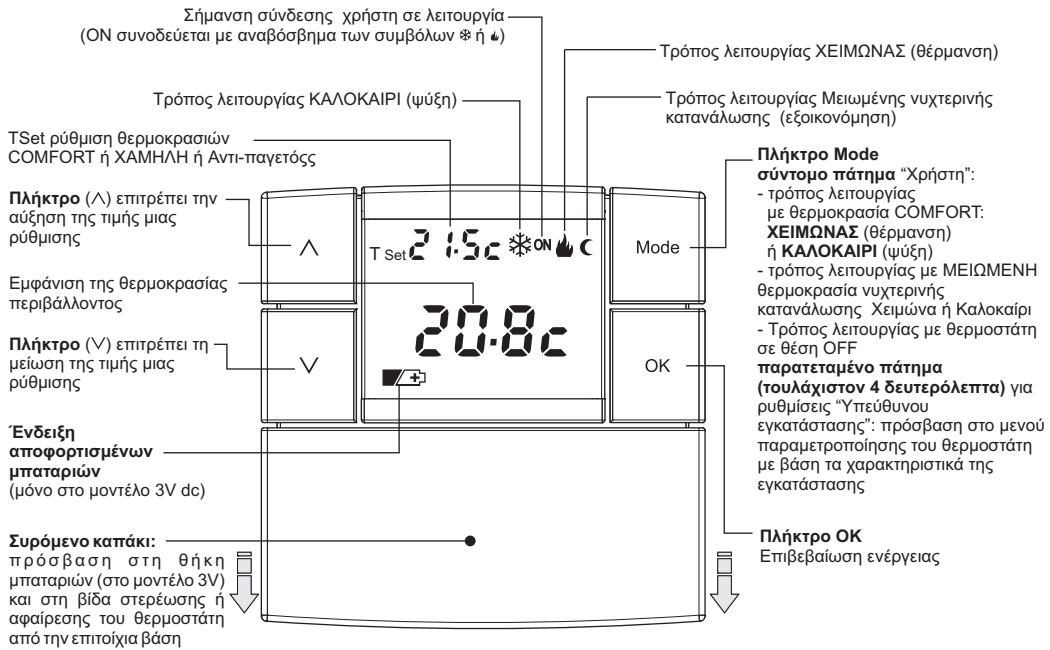 Σήμανση σύνδεσης χρήστη σε λειτουργία
(ON συνοδεύεται με αναβόσβημα των συμβόλων ❄ ή 🔥)
Τρόπος λειτουργίας ΧΕΙΜΩΝΑΣ (θέρμανση)
Τρόπος λειτουργίας ΚΑΛΟΚΑΙΡΙ (ψύξη)
Τρόπος λειτουργίας Μειωμένης νυχτερινής
κατανάλωσης (εξοικονόμηση)
TSet ρύθμιση θερμοκρασιών
COMFORT ή ΧΑΜΗΛΗ ή Αντι-παγετόςς
Πλήκτρο (∧) επιτρέπει την
αύξηση της τιμής μιας
ρύθμισης
Εμφάνιση της θερμοκρασίας
περιβάλλοντος
Πλήκτρο (∨) επιτρέπει τη
μείωση της τιμής μιας
ρύθμισης
Ένδειξη
αποφορτισμένων
μπαταριών
(μόνο στο μοντέλο 3V dc)
Συρόμενο καπάκι:
πρόσβαση στη θήκη
μπαταριών (στο μοντέλο 3V)
και στη βίδα στερέωσης ή
αφαίρεσης του θερμοστάτη
από την επιτοίχια βάση
∧
∨
T Set 21.5c ON
20.8c
Mode
OK
Πλήκτρο Mode
σύντομο πάτημα “Χρήστη”:
- τρόπος λειτουργίας
με θερμοκρασία COMFORT:
ΧΕΙΜΩΝΑΣ (θέρμανση)
ή ΚΑΛΟΚΑΙΡΙ (ψύξη)
- τρόπος λειτουργίας με ΜΕΙΩΜΕΝΗ
θερμοκρασία νυχτερινής
κατανάλωσης Χειμώνα ή Καλοκαίρι
- Τρόπος λειτουργίας με θερμοστάτη
σε θέση OFF
παρατεταμένο πάτημα
(τουλάχιστον 4 δευτερόλεπτα) για
ρυθμίσεις “Υπεύθυνου
εγκατάστασης”: πρόσβαση στο μενού
παραμετροποίησης του θερμοστάτη
με βάση τα χαρακτηριστικά της
εγκατάστασης
Πλήκτρο OK
Επιβεβαίωση ενέργειας